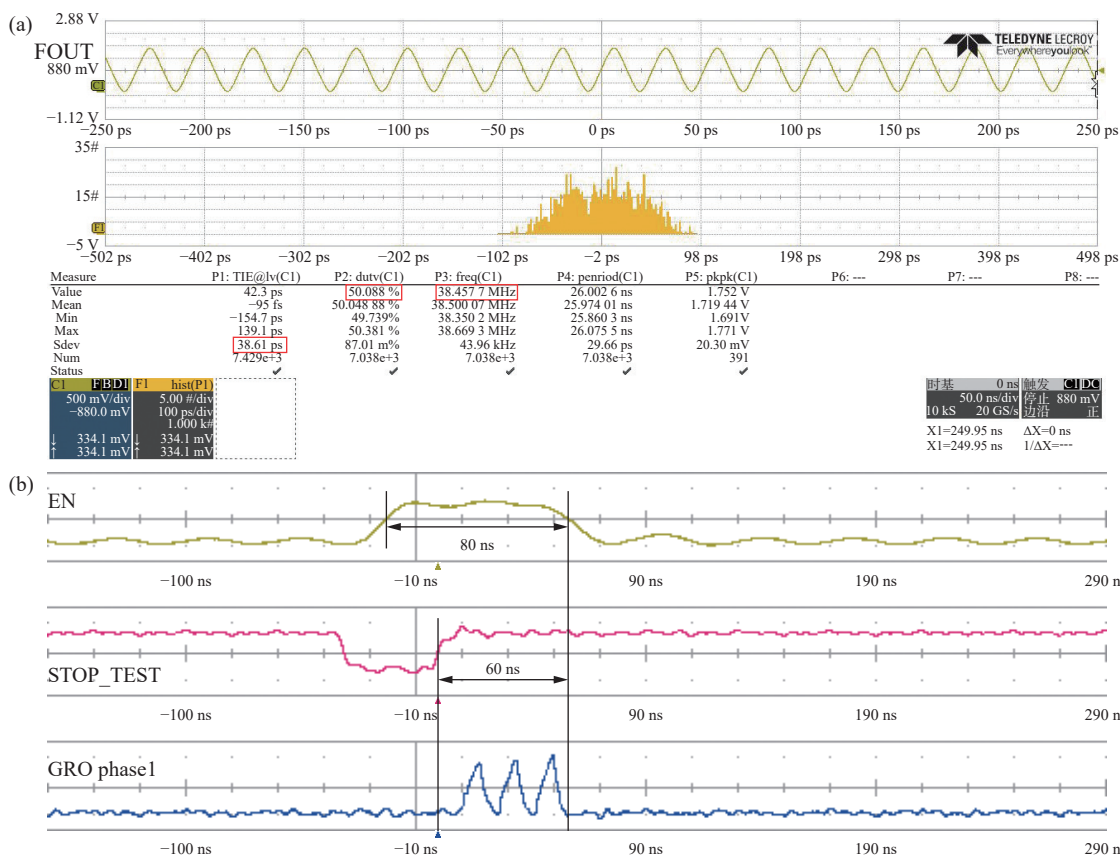 (a)
2.88 V
FOUT
880 mV
C1
−1.12 V
TELEDYNE LECROY
Everywhereyoulook™
−250 ps −200 ps −150 ps −100 ps −50 ps 0 ps 50 ps 100 ps 150 ps 200 ps 250 ps
35#
15#
F1
−5 V
−502 ps −402 ps −302 ps −202 ps −102 ps −2 ps 98 ps 198 ps 298 ps 398 ps 498 ps
Measure P1: TIE@lv(C1) P2: dutv(C1) P3: freq(C1) P4: penriod(C1) P5: pkpk(C1) P6: --- P7: --- P8: ---
Value 42.3 ps 50.088 % 38.457 7 MHz 26.002 6 ns 1.752 V
Mean −95 fs 50.048 88 % 38.500 07 MHz 25.974 01 ns 1.719 44 V
Min −154.7 ps 49.739% 38.350 2 MHz 25.860 3 ns 1.691V
Max 139.1 ps 50.381 % 38.669 3 MHz 26.075 5 ns 1.771 V
Sdev 38.61 ps 87.01 m% 43.96 kHz 29.66 ps 20.30 mV
Num 7.429e+3 7.038e+3 7.038e+3 7.038e+3 391
Status ✔ ✔ ✔ ✔ ✔
C1 F B D1
500 mV/div
−880.0 mV
↓ 334.1 mV
↑ 334.1 mV
F1 hist(P1)
5.00 #/div
100 ps/div
1.000 k#
↓ 334.1 mV
↑ 334.1 mV
时基 0 ns
50.0 ns/div
10 kS 20 GS/s
触发 C1 DC
停止 880 mV
边沿 正
X1=249.95 ns ΔX=0 ns
X1=249.95 ns 1/ΔX=---
(b)
EN
80 ns
−100 ns −10 ns 90 ns 190 ns 290 ns
STOP_TEST
60 ns
−100 ns −10 ns 90 ns 190 ns 290 n
GRO phase1
−100 ns −10 ns 90 ns 190 ns 290 n